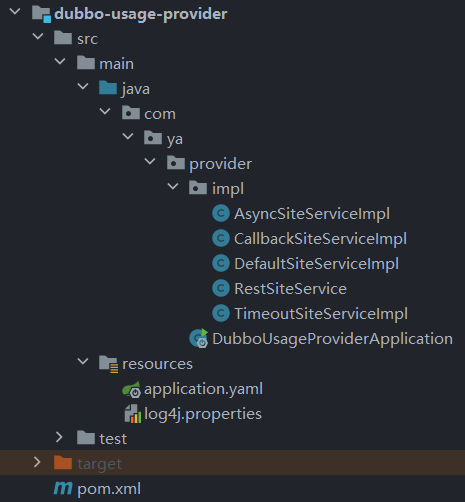 dubbo-usage-provider
src
main
java
com
ya
provider
impl
AsyncSiteServiceImpl
CallbackSiteServiceImpl
DefaultSiteServiceImpl
RestSiteService
TimeoutSiteServiceImpl
DubboUsageProviderApplication
resources
application.yaml
log4j.properties
test
target
pom.xml